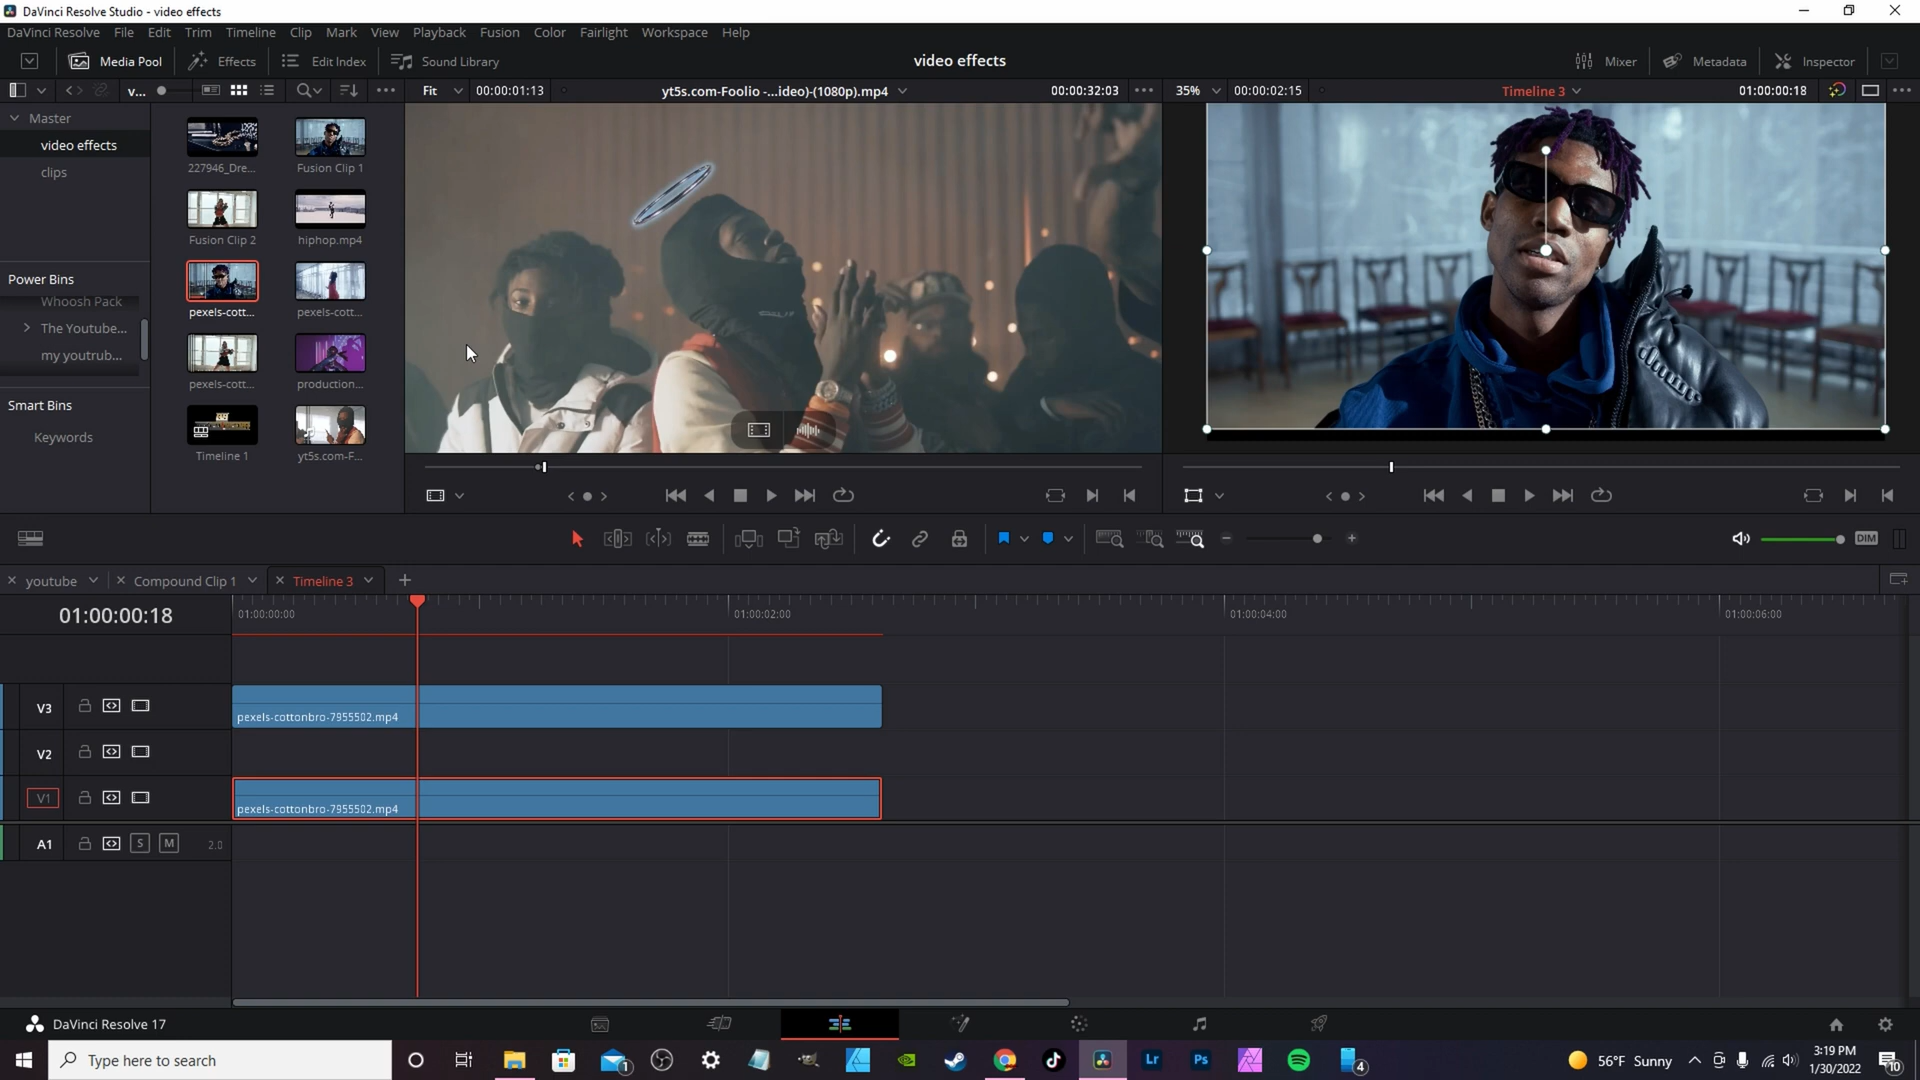 DaVinci Resolve Studio - video effects
DaVinci Resolve File Edit Trim Timeline Clip Mark View Playback Fusion Color Fairlight Workspace Help
Media Pool Effects Edit Index Sound Library video effects Mixer Metadata Inspector
v... Fit 00:00:01:13 yt5s.com-Foolio -...ideo)-(1080p).mp4 00:00:32:03 35% 00:00:02:15 Timeline 3 01:00:00:18
Master
video effects
clips
227946_Dre... Fusion Clip 1
Fusion Clip 2 hiphop.mp4
Power Bins
Whoosh Pack
The Youtube...
my youtrub...
pexels-cott... pexels-cott...
pexels-cott... production...
Smart Bins
Keywords
Timeline 1 yt5s.com-F...
DIM
youtube Compound Clip 1 Timeline 3
01:00:00:18 01:00:00:00 01:00:02:00 01:00:04:00 01:00:06:00
V3 pexels-cottonbro-7955502.mp4
V2
V1 pexels-cottonbro-7955502.mp4
A1 S M 2.0
DaVinci Resolve 17
Type here to search
1
Lr
Ps
4
56°F Sunny
3:19 PM
1/30/2022
10